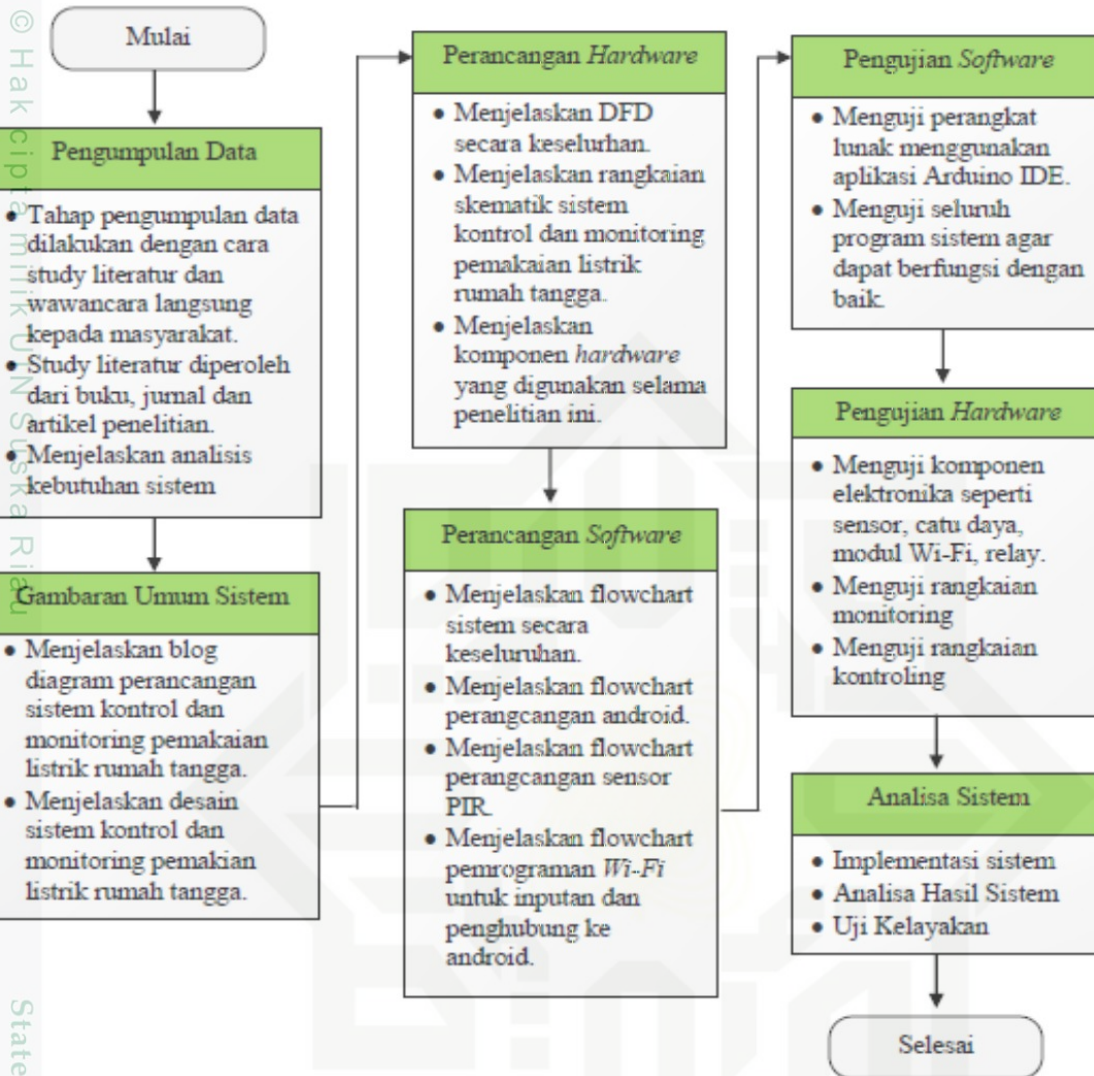 Mulai
Pengumpulan Data
● Tahap pengumpulan data
dilakukan dengan cara
study literatur dan
wawancara langsung
kepada masyarakat.
● Study literatur diperoleh
dari buku, jurnal dan
artikel penelitian.
● Menjelaskan analisis
kebutuhan sistem
Gambaran Umum Sistem
● Menjelaskan blog
diagram perancangan
sistem kontrol dan
monitoring pemakaian
listrik rumah tangga.
● Menjelaskan desain
sistem kontrol dan
monitoring pemakian
listrik rumah tangga.
Perancangan Hardware
● Menjelaskan DFD
secara keselurhan.
● Menjelaskan rangkaian
skematik sistem
kontrol dan monitoring
pemakaian listrik
rumah tangga.
● Menjelaskan
komponen hardware
yang digunakan selama
penelitian ini.
Perancangan Software
● Menjelaskan flowchart
sistem secara
keseluruhan.
● Menjelaskan flowchart
perangcangan android.
● Menjelaskan flowchart
perangcangan sensor
PIR.
● Menjelaskan flowchart
pemrograman Wi-Fi
untuk inputan dan
penghubung ke
android.
Pengujian Software
● Menguji perangkat
lunak menggunakan
aplikasi Arduino IDE.
● Menguji seluruh
program sistem agar
dapat berfungsi dengan
baik.
Pengujian Hardware
● Menguji komponen
elektronika seperti
sensor, catu daya,
modul Wi-Fi, relay.
● Menguji rangkaian
monitoring
● Menguji rangkaian
kontroling
Analisa Sistem
● Implementasi sistem
● Analisa Hasil Sistem
● Uji Kelayakan
Selesai
© Hak cipta milik UIN Suska Riau
State